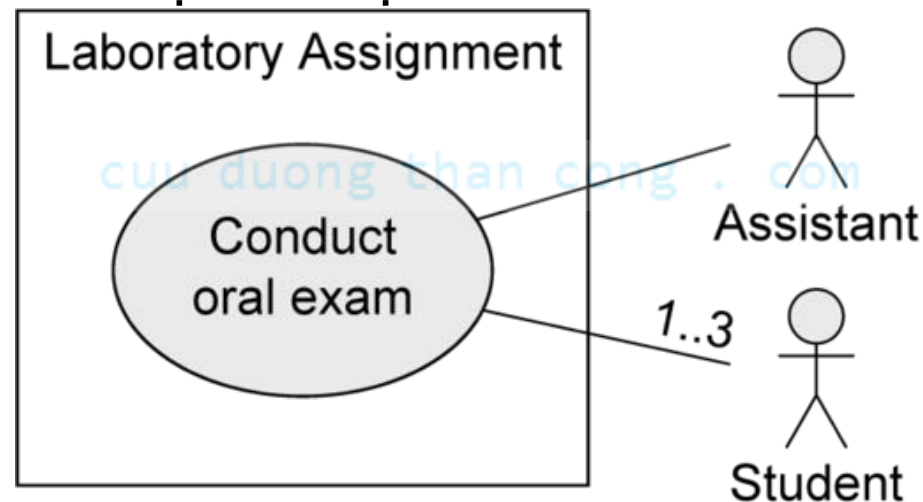 Laboratory Assignment
cuu duong than cong . com
Conduct
oral exam
Assistant
1..3
Student